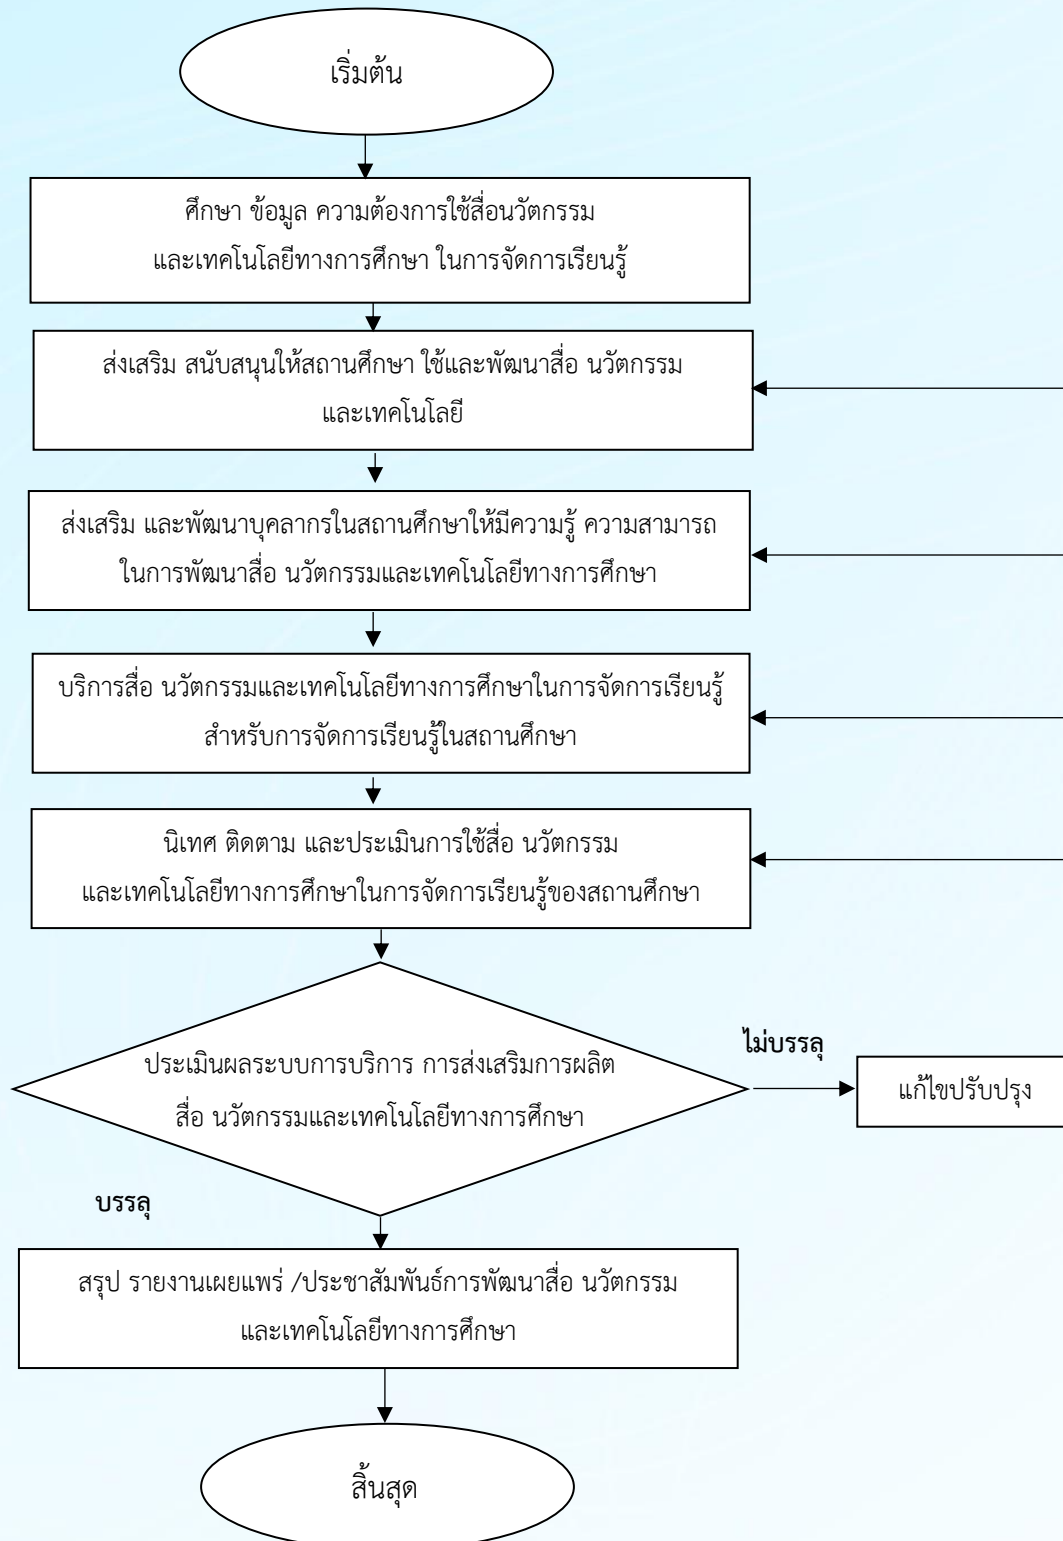 เริ่มต้น
ศึกษา ข้อมูล ความต้องการใช้สื่อนวัตกรรม
และเทคโนโลยีทางการศึกษา ในการจัดการเรียนรู้
ส่งเสริม สนับสนุนให้สถานศึกษา ใช้และพัฒนาสื่อ นวัตกรรม
และเทคโนโลยี
ส่งเสริม และพัฒนาบุคลากรในสถานศึกษาให้มีความรู้ ความสามารถ
ในการพัฒนาสื่อ นวัตกรรมและเทคโนโลยีทางการศึกษา
บริการสื่อ นวัตกรรมและเทคโนโลยีทางการศึกษาในการจัดการเรียนรู้
สำหรับการจัดการเรียนรู้ในสถานศึกษา
นิเทศ ติดตาม และประเมินการใช้สื่อ นวัตกรรม
และเทคโนโลยีทางการศึกษาในการจัดการเรียนรู้ของสถานศึกษา
ประเมินผลระบบการบริการ การส่งเสริมการผลิต
สื่อ นวัตกรรมและเทคโนโลยีทางการศึกษา
ไม่บรรลุ
แก้ไขปรับปรุง
บรรลุ
สรุป รายงานเผยแพร่ /ประชาสัมพันธ์การพัฒนาสื่อ นวัตกรรม
และเทคโนโลยีทางการศึกษา
สิ้นสุด